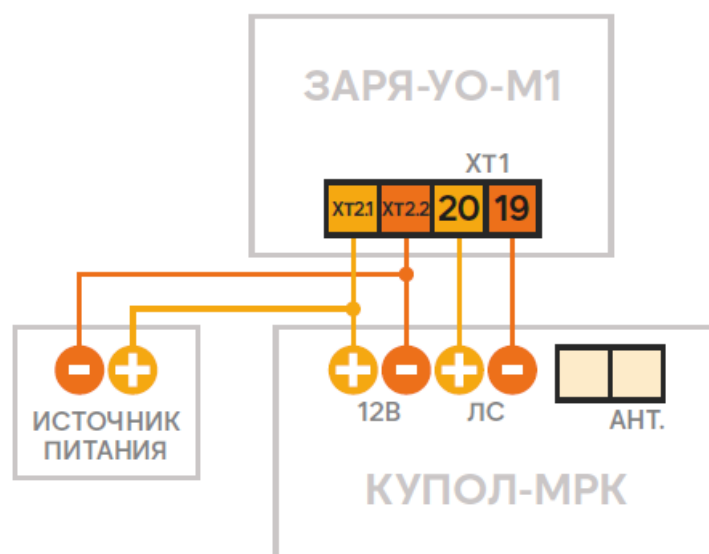 ЗАРЯ-УО-М1
XT1
XT2.1 XT2.2 20 19
- + + - + -
ИСТОЧНИК
ПИТАНИЯ
12В ЛС АНТ.
КУПОЛ-МРК